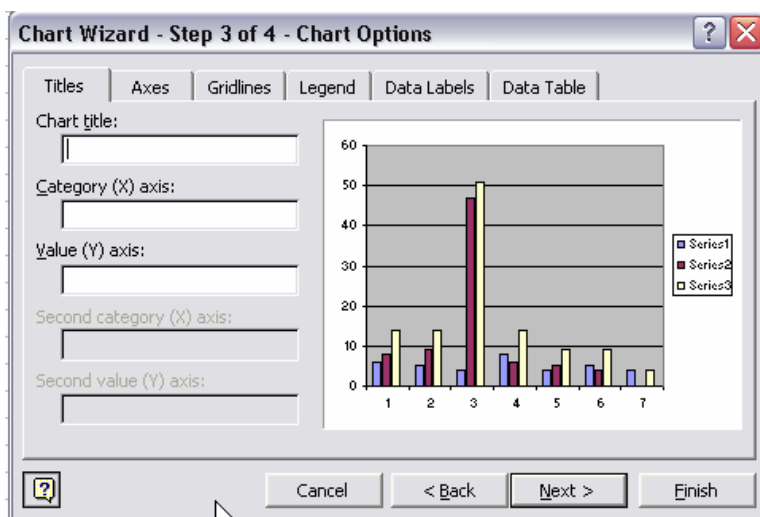 Chart Wizard - Step 3 of 4 - Chart Options
Titles Axes Gridlines Legend Data Labels Data Table
Chart title:
Category (X) axis:
Value (Y) axis:
Second category (X) axis:
Second value (Y) axis:
60
50
40
30
20
10
0
1 2 3 4 5 6 7
Series1
Series2
Series3
Cancel < Back Next > Finish